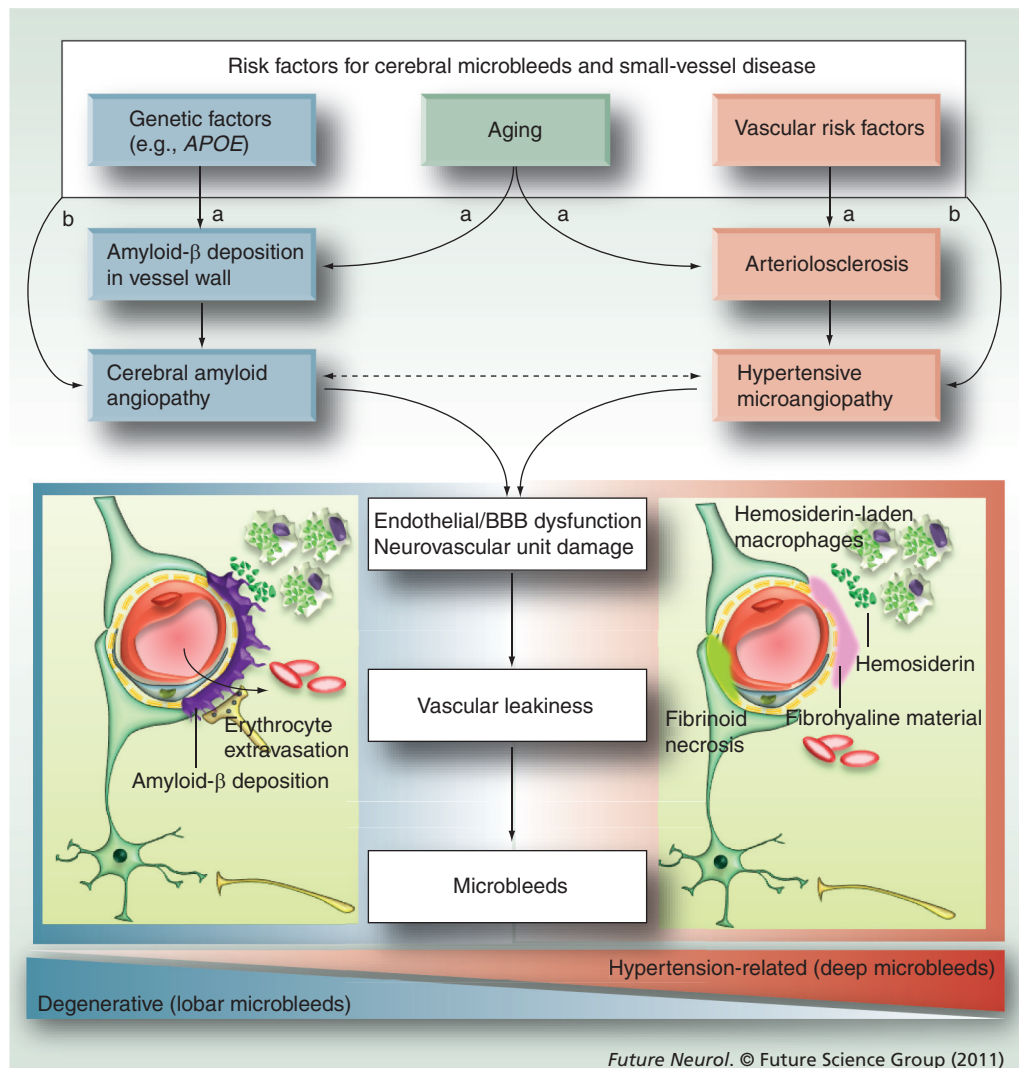 Risk factors for cerebral microbleeds and small-vessel disease
Genetic factors
(e.g., APOE)
Aging
Vascular risk factors
b
a
a
a
a
b
Amyloid-β deposition
in vessel wall
Arteriolosclerosis
Cerebral amyloid
angiopathy
Hypertensive
microangiopathy
Endothelial/BBB dysfunction
Neurovascular unit damage
Vascular leakiness
Microbleeds
Erythrocyte
extravasation
Amyloid-β deposition
Hemosiderin-laden
macrophages
Hemosiderin
Fibrinoid
necrosis
Fibrohyaline material
Hypertension-related (deep microbleeds)
Degenerative (lobar microbleeds)
Future Neurol. © Future Science Group (2011)